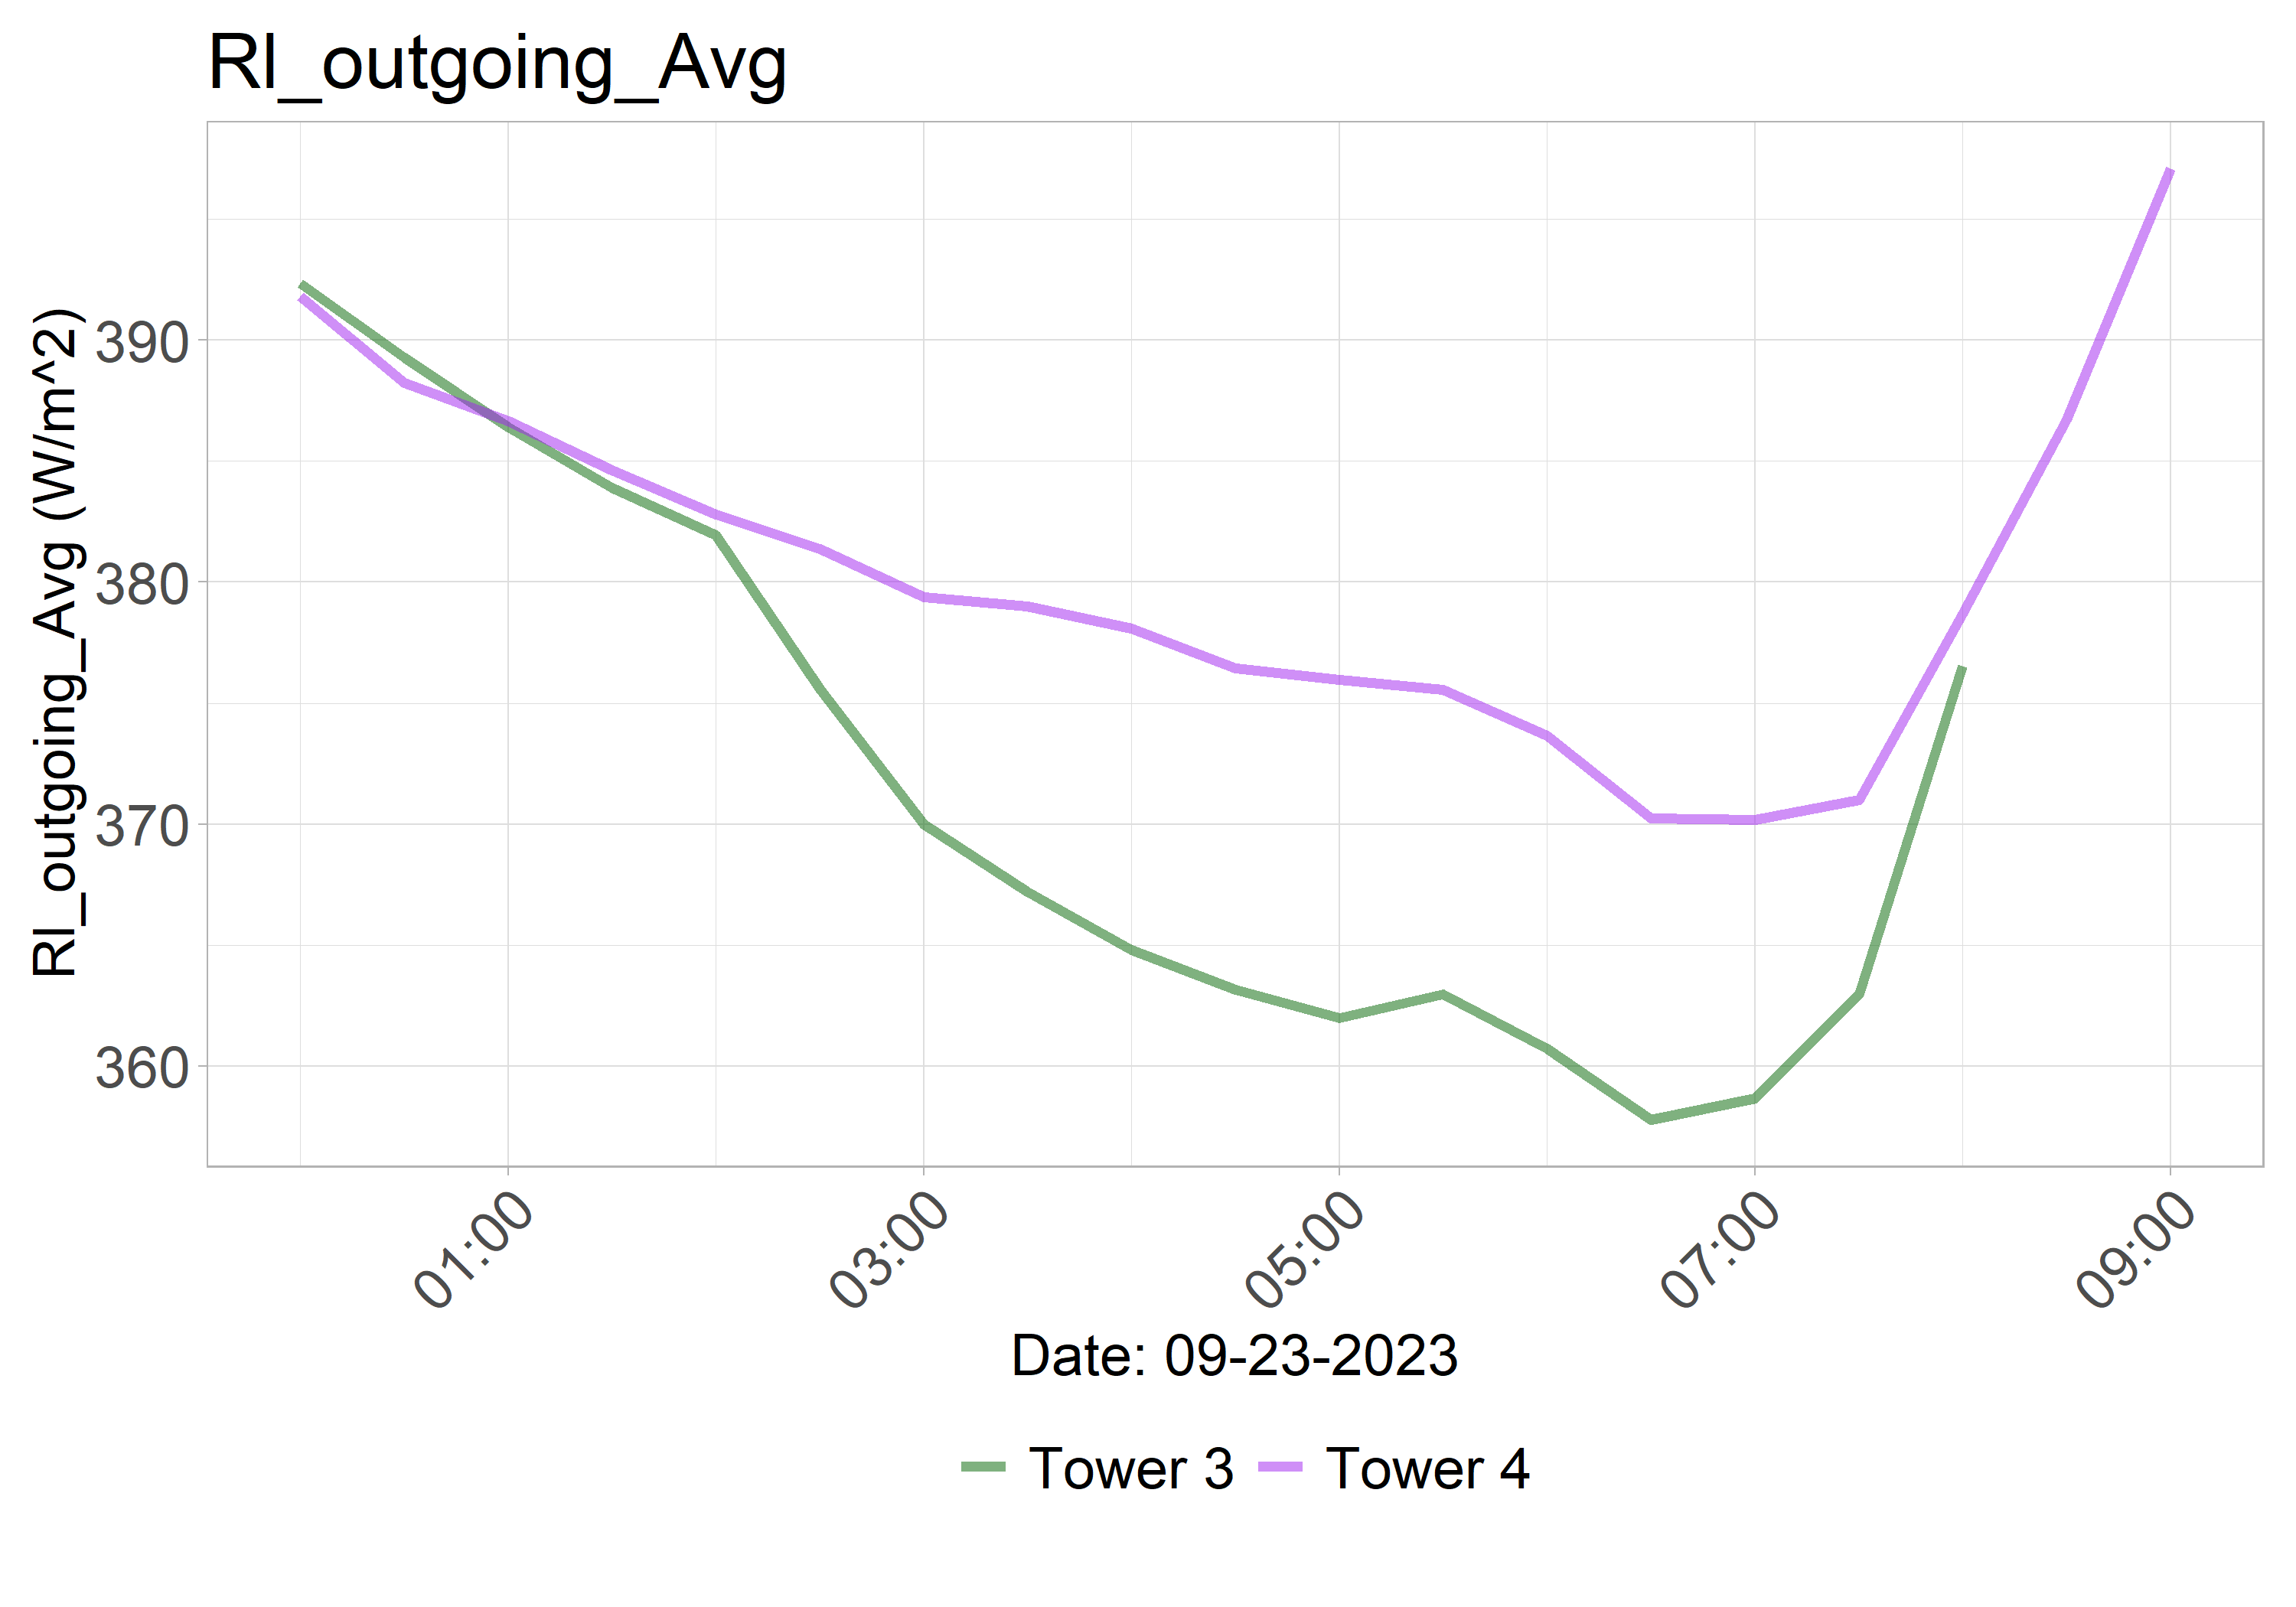 Rl_outgoing_Avg
Rl_outgoing_Avg (W/m^2)
390
380
370
360
01:00 03:00 05:00 07:00 09:00
Date: 09-23-2023
Tower 3 Tower 4